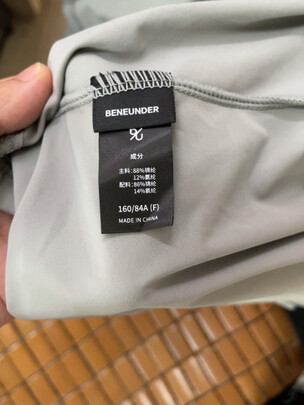 BENEUNDER
成分
主料:88%锦纶
12%氨纶
配料:86%锦纶
14%氨纶
160/84A (F)
MADE IN CHINA